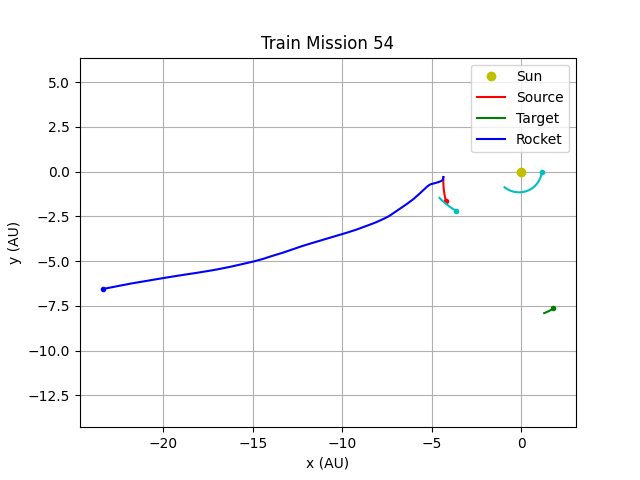 Train Mission 54
Sun
Source
Target
Rocket
y (AU)
5.0
2.5
0.0
−2.5
−5.0
−7.5
−10.0
−12.5
−20 −15 −10 −5 0
x (AU)